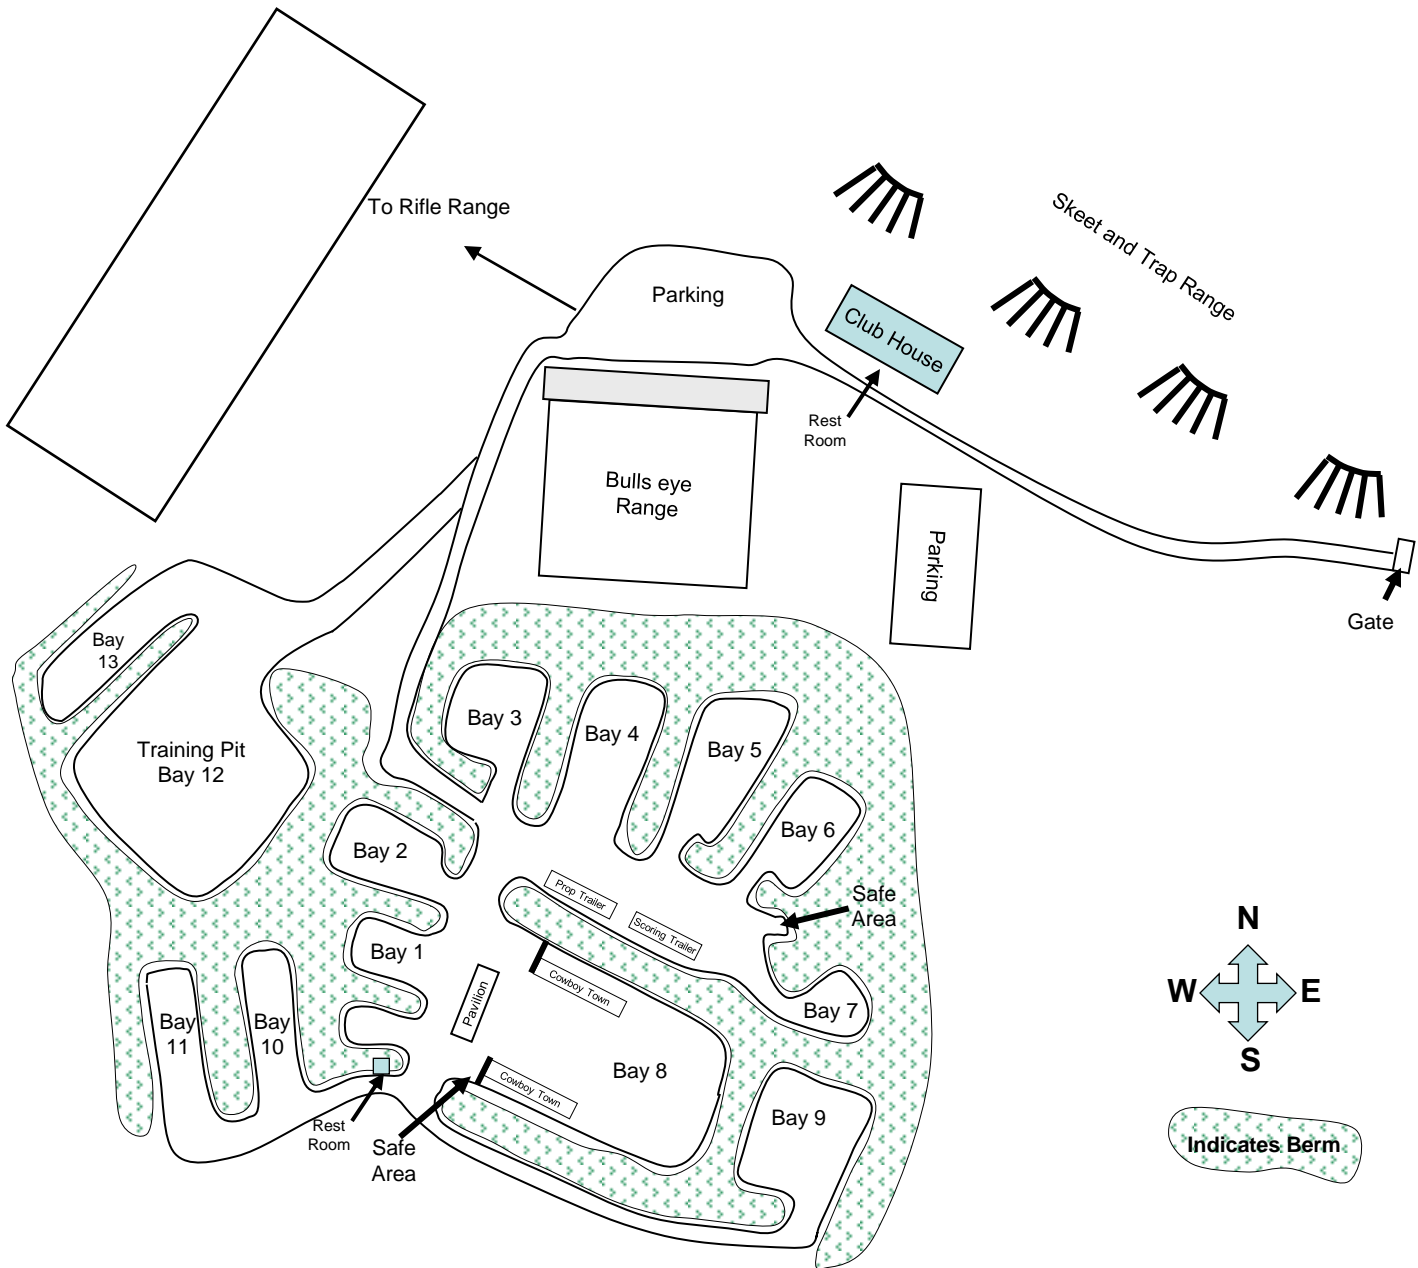 To Rifle Range
Parking
Skeet and Trap Range
Club House
Rest
Room
Bulls eye
Range
Parking
Gate
Bay
13
Training Pit
Bay 12
Bay 3
Bay 4
Bay 5
Bay 6
Bay 2
Safe
Area
Prop Trailer
Scoring Trailer
Bay 1
Cowboy Town
Pavilion
Bay 7
Bay
11
Bay
10
Bay 8
Cowboy Town
Bay 9
Rest
Room
Safe
Area
N
W
E
S
Indicates Berm